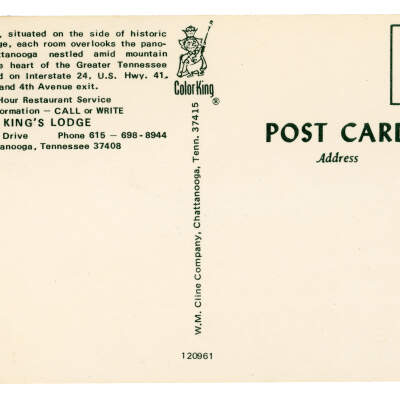 , situated on the side of historic
ge, each room overlooks the pano-
attanooga nestled amid mountain
e heart of the Greater Tennessee
d on Interstate 24, U.S. Hwy. 41,
and 4th Avenue exit.
Hour Restaurant Service
ormation — CALL or WRITE
KING'S LODGE
Drive Phone 615 — 698-8944
anooga, Tennessee 37408
Color King
®
W.M. Cline Company, Chattanooga, Tenn. 37415
120961
POST CARD
Address